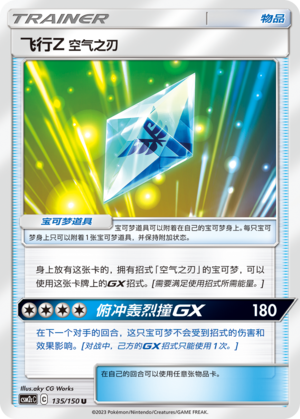 TRAINER 物品
飞行Z 空气之刃
宝可梦道具
宝可梦道具可以附着在自己的宝可梦身上。每只宝可
梦身上只可以附着1张宝可梦道具，并保持附加状态。
身上放有这张卡的，拥有招式「空气之刃」的宝可梦，可以
使用这张卡牌上的GX招式。[需要满足使用招式所需能量。]
俯冲轰烈撞GX 180
在下一个对手的回合，这只宝可梦不会受到招式的伤害和
效果影响。[对战中，己方的GX招式只能使用1次。]
Illus.aky CG Works
在自己的回合可以使用任意张物品卡。
CSM2c C C 135/150 U
©2023 Pokémon/Nintendo/Creatures/GAME FREAK.